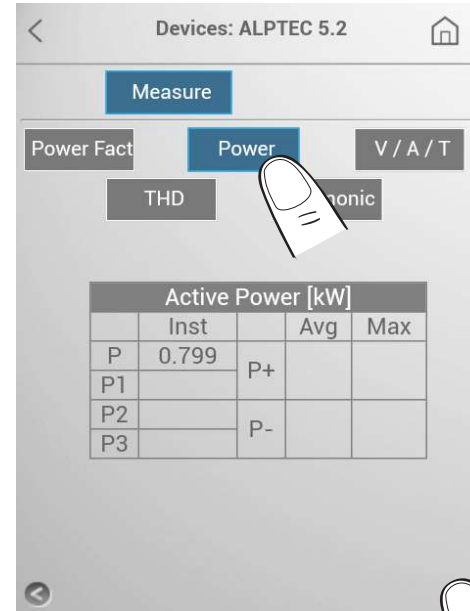 Devices: ALPTEC 5.2
Measure
Power Fact Power V / A / T
THD nic
Active Power [kW]
Inst Avg Max
P 0.799 P+
P1
P2 P-
P3